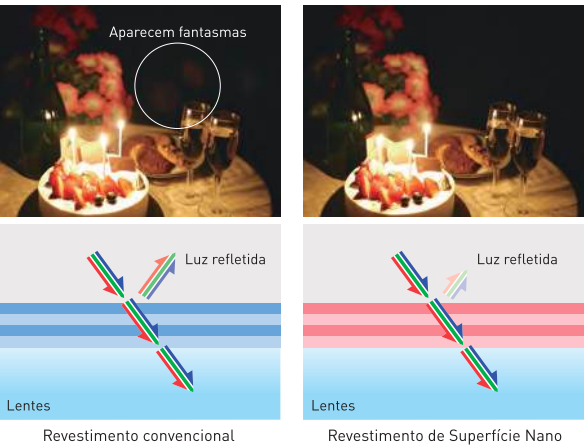 Aparecem fantasmas
Luz refletida
Luz refletida
Lentes
Lentes
Revestimento convencional
Revestimento de Superfície Nano